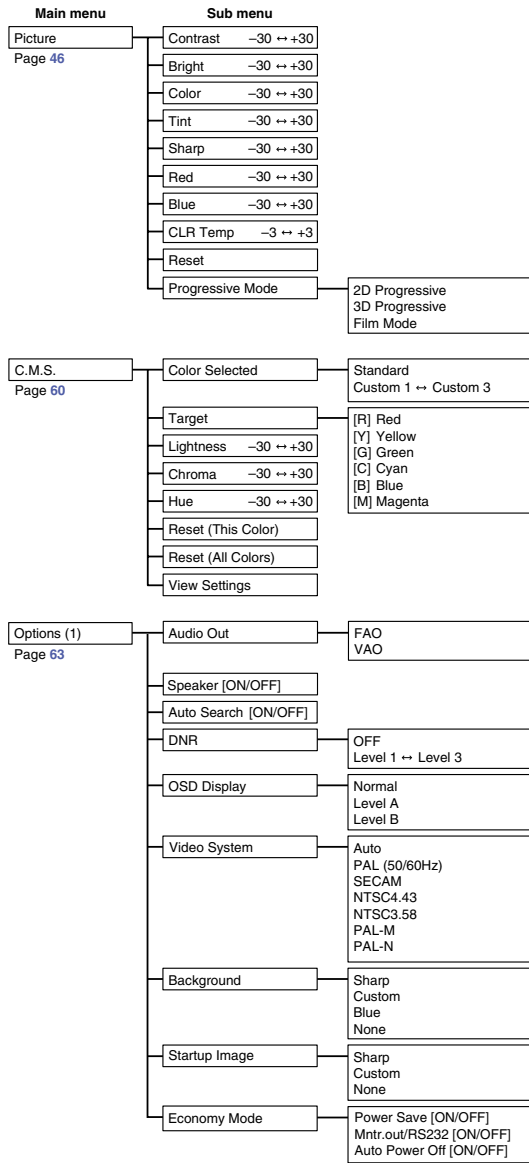 Main menu Sub menu
Picture
Page 46
Contrast –30 ↔ +30
Bright –30 ↔ +30
Color –30 ↔ +30
Tint –30 ↔ +30
Sharp –30 ↔ +30
Red –30 ↔ +30
Blue –30 ↔ +30
CLR Temp –3 ↔ +3
Reset
Progressive Mode
2D Progressive
3D Progressive
Film Mode
C.M.S.
Page 60
Color Selected
Standard
Custom 1 ↔ Custom 3
Target
[R] Red
[Y] Yellow
[G] Green
[C] Cyan
[B] Blue
[M] Magenta
Lightness –30 ↔ +30
Chroma –30 ↔ +30
Hue –30 ↔ +30
Reset (This Color)
Reset (All Colors)
View Settings
Options (1)
Page 63
Audio Out
FAO
VAO
Speaker [ON/OFF]
Auto Search [ON/OFF]
DNR
OFF
Level 1 ↔ Level 3
OSD Display
Normal
Level A
Level B
Video System
Auto
PAL (50/60Hz)
SECAM
NTSC4.43
NTSC3.58
PAL-M
PAL-N
Background
Sharp
Custom
Blue
None
Startup Image
Sharp
Custom
None
Economy Mode
Power Save [ON/OFF]
Mntr.out/RS232 [ON/OFF]
Auto Power Off [ON/OFF]